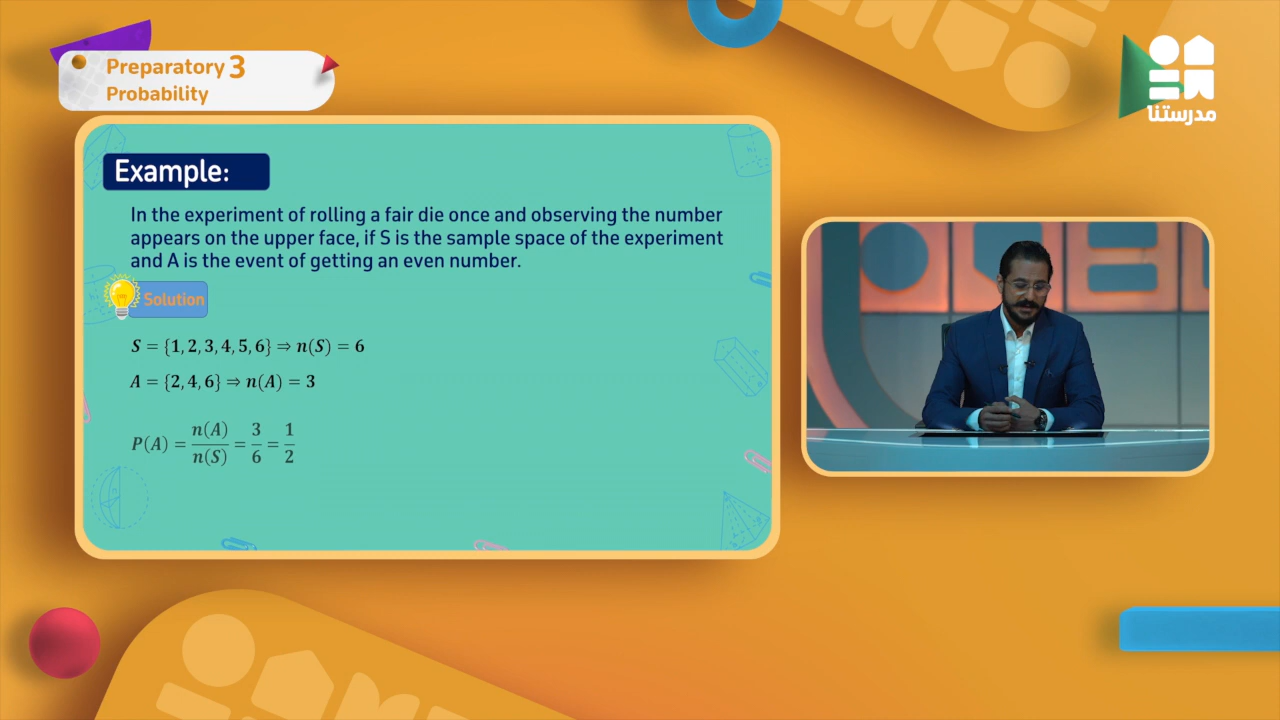 Preparatory 3
Probability
مدرستنا
Example:
In the experiment of rolling a fair die once and observing the number
appears on the upper face, if S is the sample space of the experiment
and A is the event of getting an even number.
Solution
S = {1, 2, 3, 4, 5, 6} ⇒ n(S) = 6
A = {2, 4, 6} ⇒ n(A) = 3
P(A) = n(A)/n(S) = 3/6 = 1/2